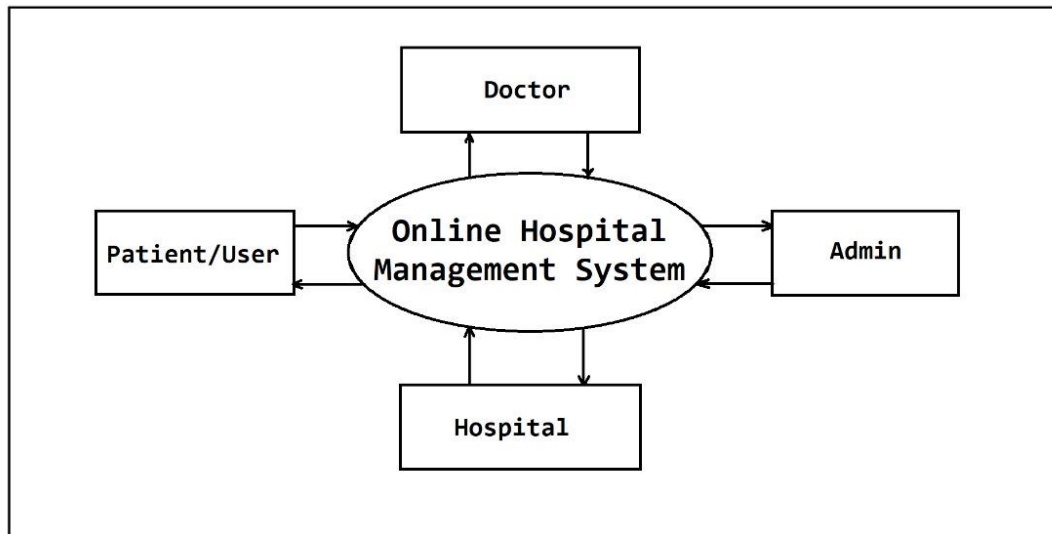 Doctor
Patient/User
Online Hospital
Management System
Admin
Hospital